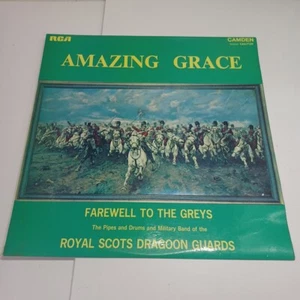 RCA
CAMDEN
AMAZING GRACE
FAREWELL TO THE GREYS
The Pipes and Drums and Military Band of the
ROYAL SCOTS DRAGOON GUARDS